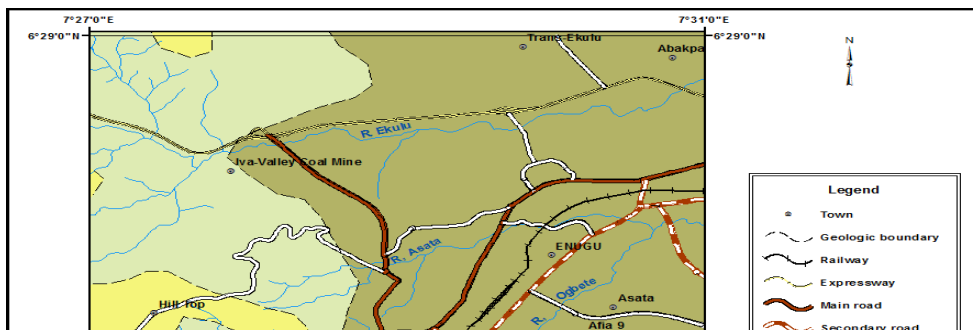 7°27'0"E
7°31'0"E
6°29'0"N
6°29'0"N
N
Trans-Ekulu
Abakpa
R. Ekulu
Iva-Valley Coal Mine
R. Asata
ENUGU
R. Ogbete
Hill Top
Asata
Afia 9
Legend
Town
Geologic boundary
Railway
Expressway
Main road
Secondary road